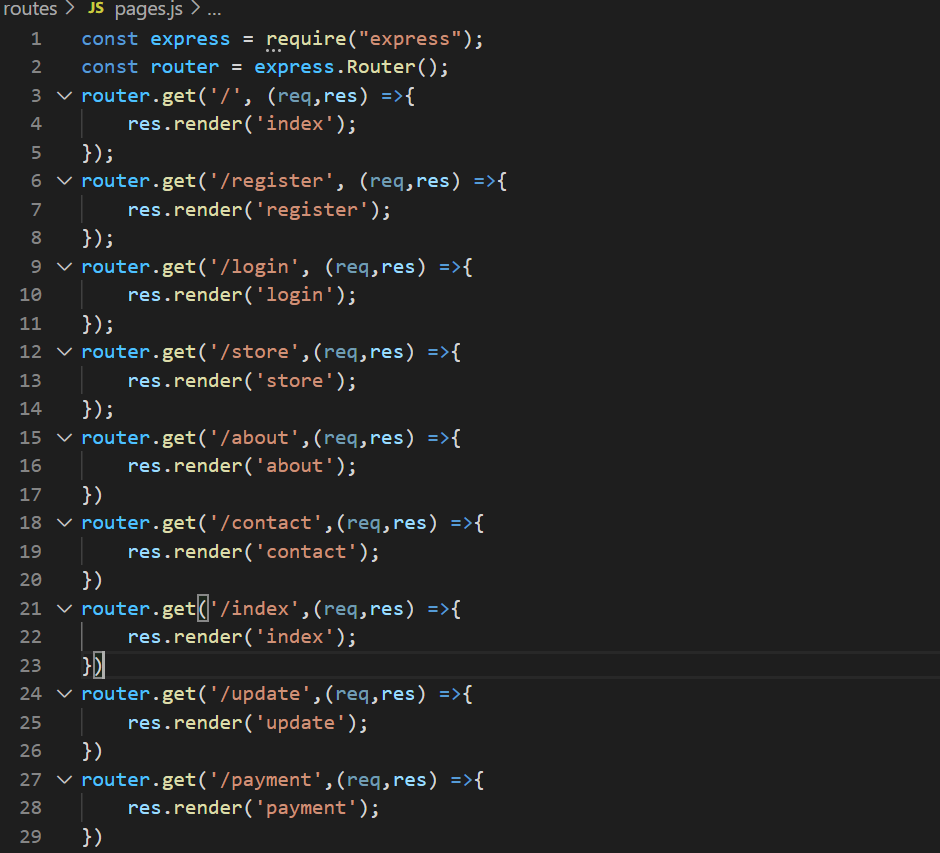 routes > JS pages.js > ...
1 const express = require("express");
2 const router = express.Router();
3 router.get('/', (req,res) =>{
4     res.render('index');
5 });
6 router.get('/register', (req,res) =>{
7     res.render('register');
8 });
9 router.get('/login', (req,res) =>{
10     res.render('login');
11 });
12 router.get('/store',(req,res) =>{
13     res.render('store');
14 });
15 router.get('/about',(req,res) =>{
16     res.render('about');
17 })
18 router.get('/contact',(req,res) =>{
19     res.render('contact');
20 })
21 router.get('/index',(req,res) =>{
22     res.render('index');
23 })
24 router.get('/update',(req,res) =>{
25     res.render('update');
26 })
27 router.get('/payment',(req,res) =>{
28     res.render('payment');
29 })